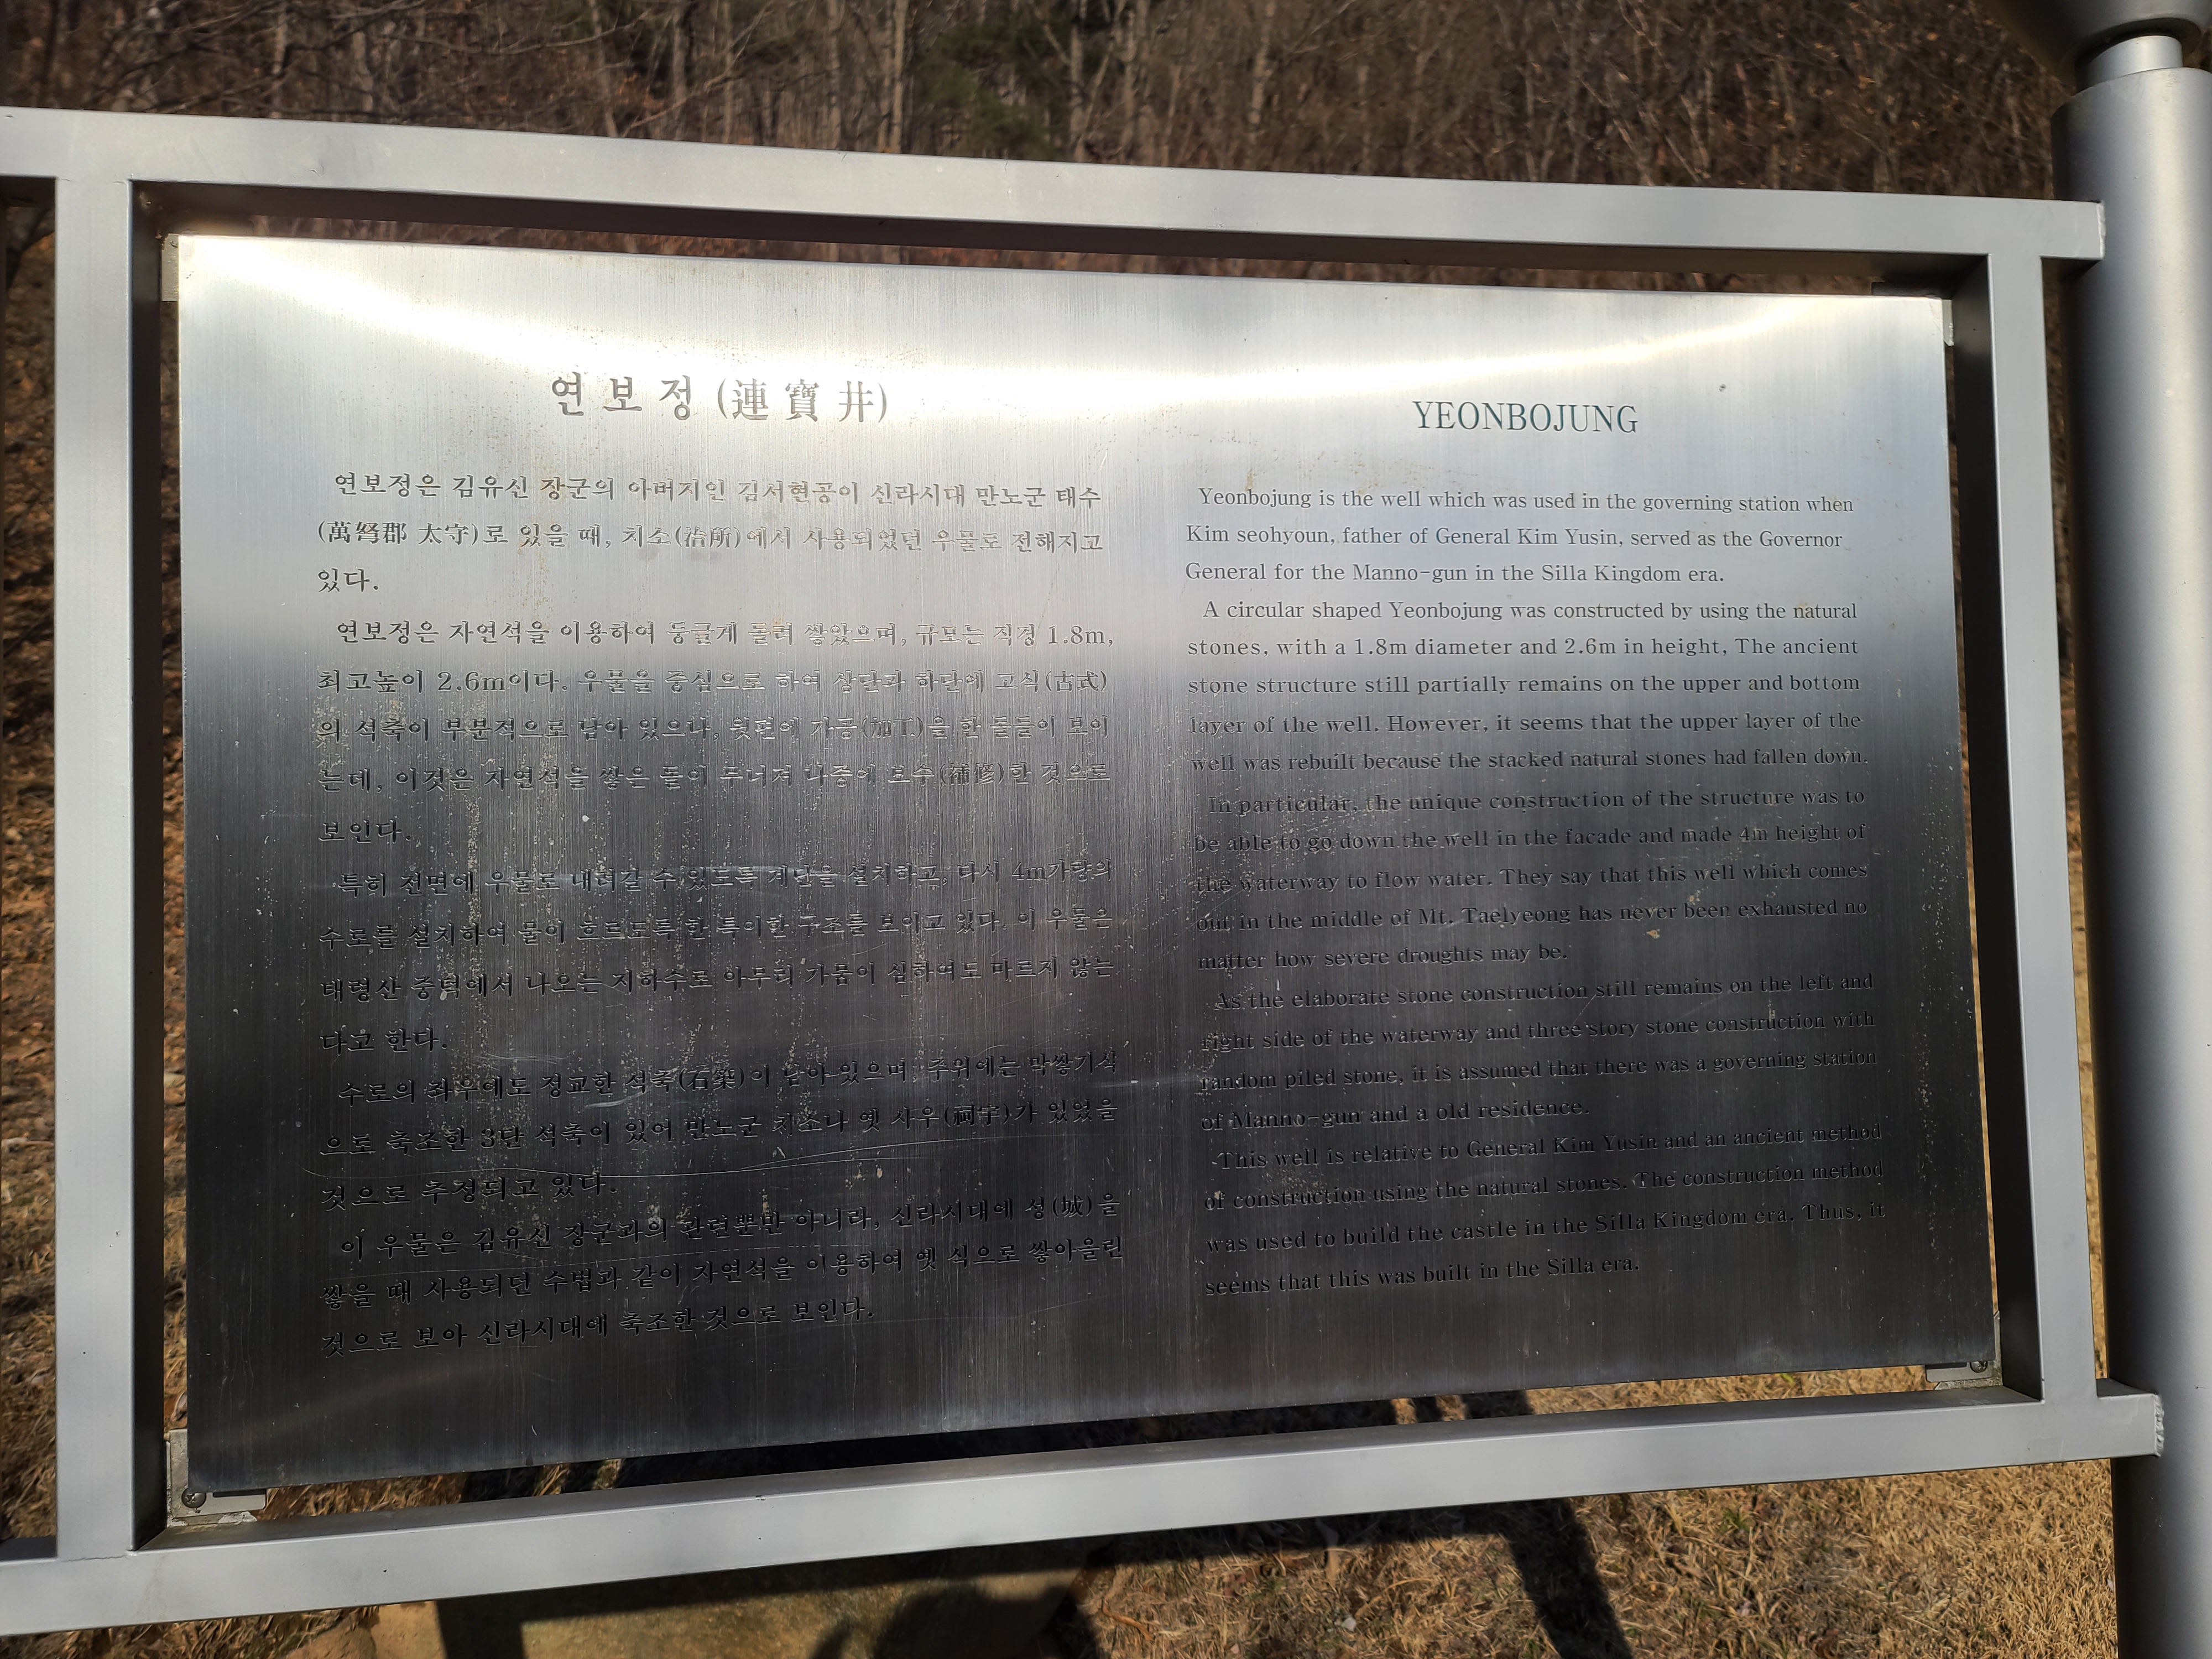 연보정(連寶井)
연보정은 김유신 장군의 아버지인 김서현공이 신라시대 만노군 태수
(萬弩郡 太守)로 있을 때, 치소(治所)에서 사용되었던 우물로 전해지고
있다.
연보정은 자연석을 이용하여 둥글게 돌려 쌓았으며, 규모는 직경 1.8m,
최고높이 2.6m이다. 우물을 중심으로 하여 상단과 하단에 고식(古式)
의 석축이 부분적으로 남아 있으나, 윗면에 가공(加工)을 한 돌들이 보이
는데, 이것은 자연석을 쌓은 돌이 무너져 나중에 보수(補修)한 것으로
보인다.
특히 전면에 우물로 내려갈 수 있도록 계단을 설치하고, 다시 4m가량의
수로를 설치하여 물이 흐르도록 한 특이한 구조를 보이고 있다. 이 우물은
태령산 중턱에서 나오는 지하수로 아무리 가뭄이 심하여도 마르지 않는
다고 한다.
수로의 좌우에도 정교한 석축(石築)이 남아 있으며, 주위에는 막쌓기식
으로 축조한 3단 석축이 있어 만노군 치소나 옛 사우(祠宇)가 있었을
것으로 추정되고 있다.
이 우물은 김유신 장군과의 관련뿐만 아니라, 신라시대에 성(城)을
쌓을 때 사용되던 수법과 같이 자연석을 이용하여 옛 식으로 쌓아올린
것으로 보아 신라시대에 축조한 것으로 보인다.
YEONBOJUNG
Yeonbojung is the well which was used in the governing station when
Kim seohyoun, father of General Kim Yusin, served as the Governor
General for the Manno-gun in the Silla Kingdom era.
A circular shaped Yeonbojung was constructed by using the natural
stones, with a 1.8m diameter and 2.6m in height, The ancient
stone structure still partially remains on the upper and bottom
layer of the well. However, it seems that the upper layer of the
well was rebuilt because the stacked natural stones had fallen down.
In particular, the unique construction of the structure was to
be able to go down the well in the facade and made 4m height of
the waterway to flow water. They say that this well which comes
out in the middle of Mt. Taelyeong has never been exhausted no
matter how severe droughts may be.
As the elaborate stone construction still remains on the left and
right side of the waterway and three story stone construction with
random piled stone, it is assumed that there was a governing station
of Manno-gun and a old residence.
This well is relative to General Kim Yusin and an ancient method
of construction using the natural stones. The construction method
was used to build the castle in the Silla Kingdom era. Thus, it
seems that this was built in the Silla era.